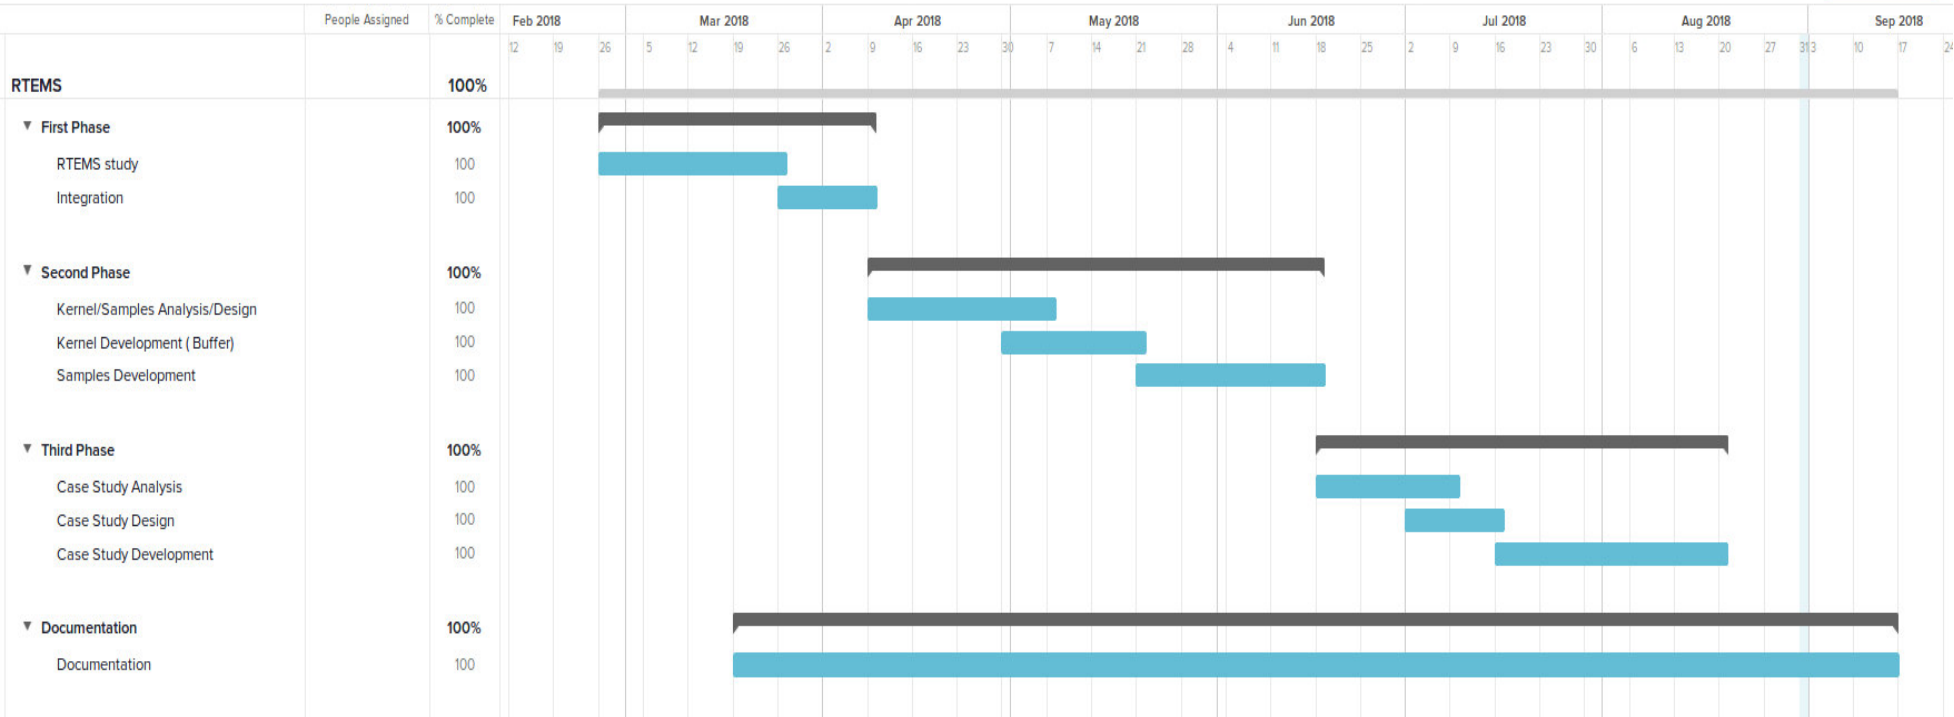 People Assigned % Complete Feb 2018 Mar 2018 Apr 2018 May 2018 Jun 2018 Jul 2018 Aug 2018 Sep 2018
12 19 26 5 12 19 26 2 9 16 23 30 7 14 21 28 4 11 18 25 2 9 16 23 30 6 13 20 27 31 3 10 17 24
RTEMS 100%
First Phase 100%
RTEMS study 100
Integration 100
Second Phase 100%
Kernel/Samples Analysis/Design 100
Kernel Development ( Buffer) 100
Samples Development 100
Third Phase 100%
Case Study Analysis 100
Case Study Design 100
Case Study Development 100
Documentation 100%
Documentation 100